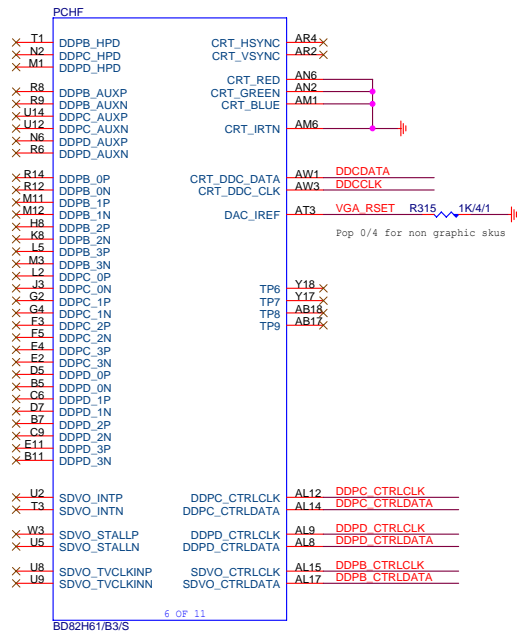 PCHF
T1 DDPB_HPD CRT_HSYNC AR4
N2 DDPC_HPD CRT_VSYNC AR2
M1 DDPD_HPD
CRT_RED AN6
R8 DDPB_AUXP CRT_GREEN AN2
R9 DDPB_AUXN CRT_BLUE AM1
U14 DDPC_AUXP
U12 DDPC_AUXN CRT_IRTN AM6
N6 DDPD_AUXP
R6 DDPD_AUXN
R14 DDPB_0P CRT_DDC_DATA AW1 DDCDATA
R12 DDPB_0N CRT_DDC_CLK AW3 DDCCLK
M11 DDPB_1P
M12 DDPB_1N DAC_IREF AT3 VGA_RSET R315 1K/4/1
H8 DDPB_2P
K8 DDPB_2N Pop 0/4 for non graphic skus
L5 DDPB_3P
M3 DDPB_3N
L2 DDPC_0P
J3 DDPC_0N TP6 Y18
G2 DDPC_1P TP7 Y17
G4 DDPC_1N TP8 AB18
F3 DDPC_2P TP9 AB17
F5 DDPC_2N
E4 DDPC_3P
E2 DDPC_3N
D5 DDPD_0P
B5 DDPD_0N
C6 DDPD_1P
D7 DDPD_1N
B7 DDPD_2P
C9 DDPD_2N
E11 DDPD_3P
B11 DDPD_3N
U2 SDVO_INTP DDPC_CTRLCLK AL12 DDPC_CTRLCLK
T3 SDVO_INTN DDPC_CTRLDATA AL14 DDPC_CTRLDATA
W3 SDVO_STALLP DDPD_CTRLCLK AL9 DDPD_CTRLCLK
U5 SDVO_STALLN DDPD_CTRLDATA AL8 DDPD_CTRLDATA
U8 SDVO_TVCLKINP SDVO_CTRLCLK AL15 DDPB_CTRLCLK
U9 SDVO_TVCLKINN SDVO_CTRLDATA AL17 DDPB_CTRLDATA
6 OF 11
BD82H61/B3/S